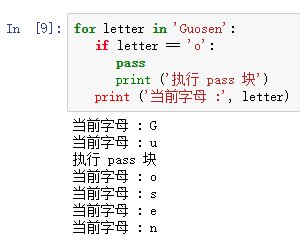 In [9]:
for letter in 'Guosen':
if letter == 'o':
pass
print ('执行 pass 块')
print ('当前字母 :', letter)
当前字母 : G
当前字母 : u
执行 pass 块
当前字母 : o
当前字母 : s
当前字母 : e
当前字母 : n